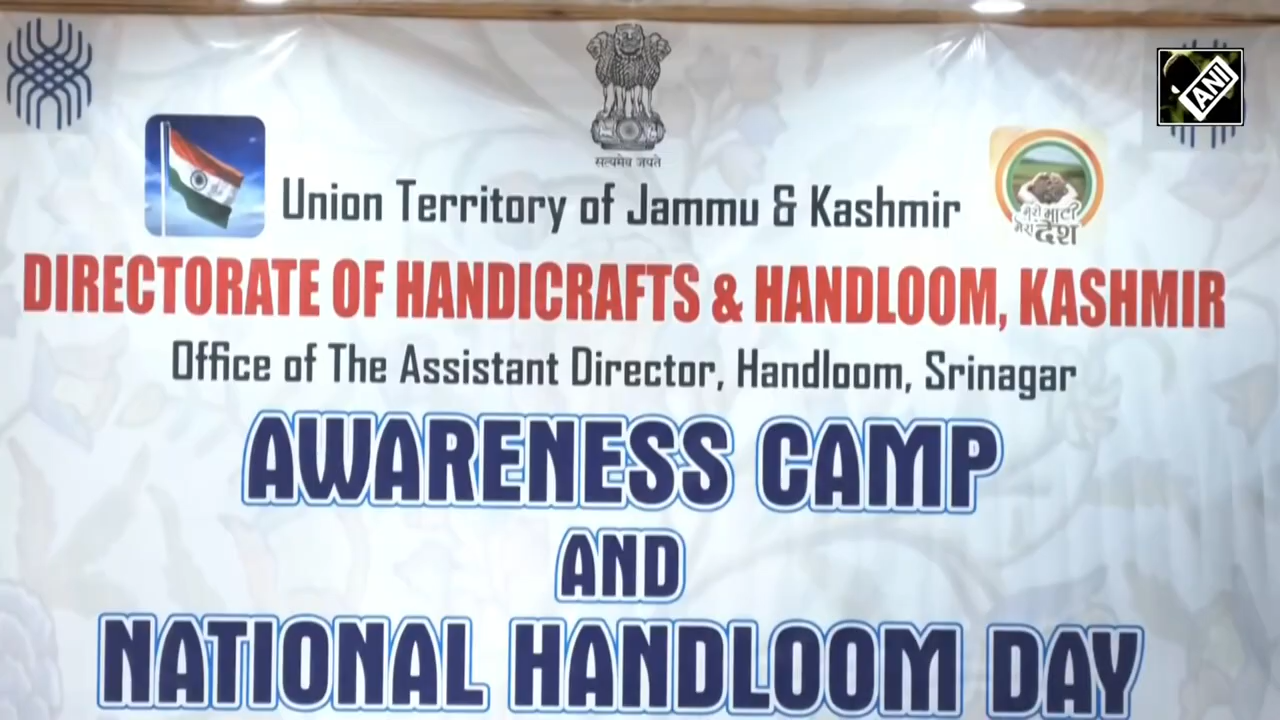 ANI
सत्यमेव जयते
Union Territory of Jammu & Kashmir
मेरी माटी
मेरा देश
DIRECTORATE OF HANDICRAFTS & HANDLOOM, KASHMIR
Office of The Assistant Director, Handloom, Srinagar
AWARENESS CAMP
AND
NATIONAL HANDLOOM DAY